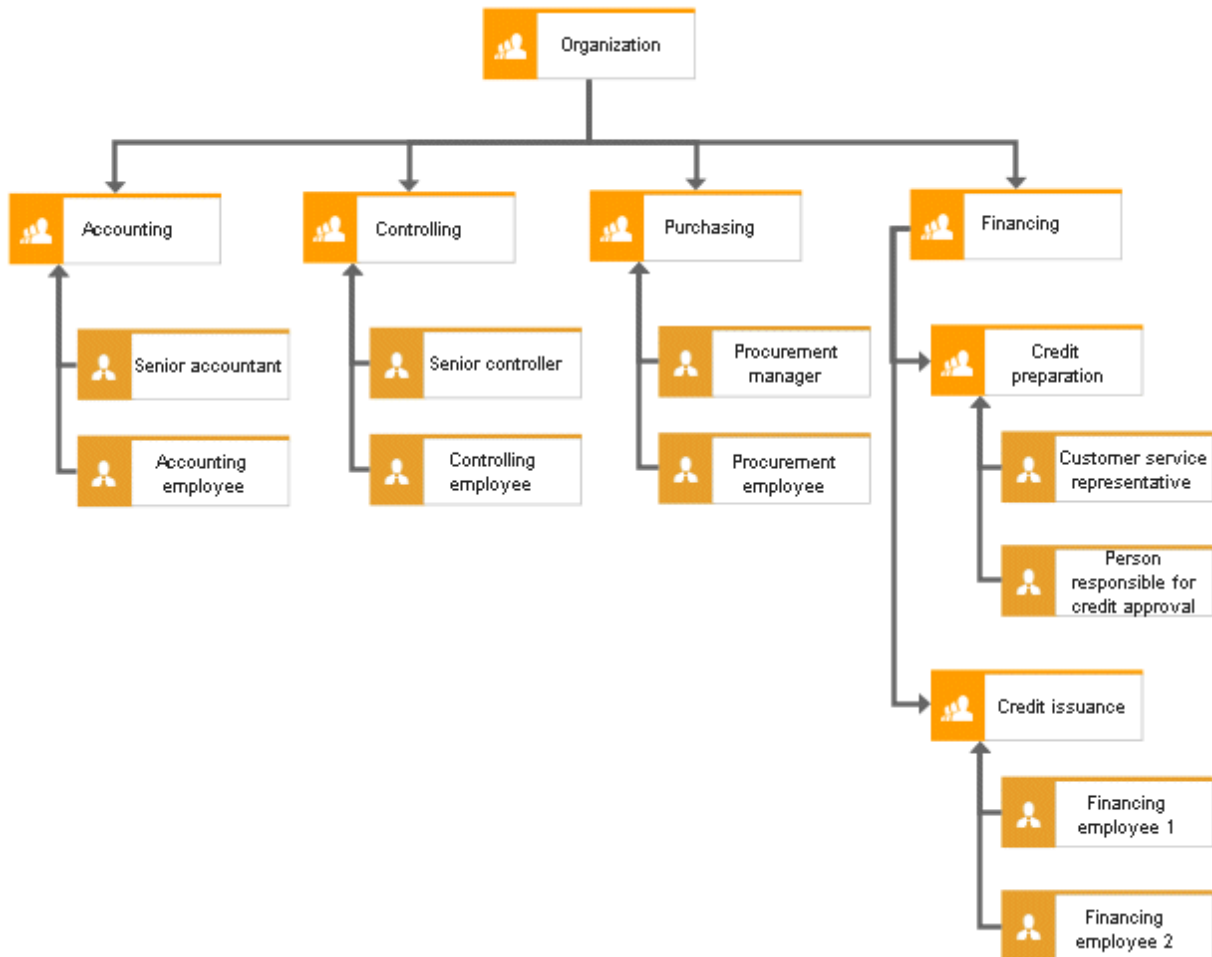 Organization
Accounting
Controlling
Purchasing
Financing
Senior accountant
Senior controller
Procurement
manager
Credit
preparation
Accounting
employee
Controlling
employee
Procurement
employee
Customer service
representative
Person
responsible for
credit approval
Credit issuance
Financing
employee 1
Financing
employee 2